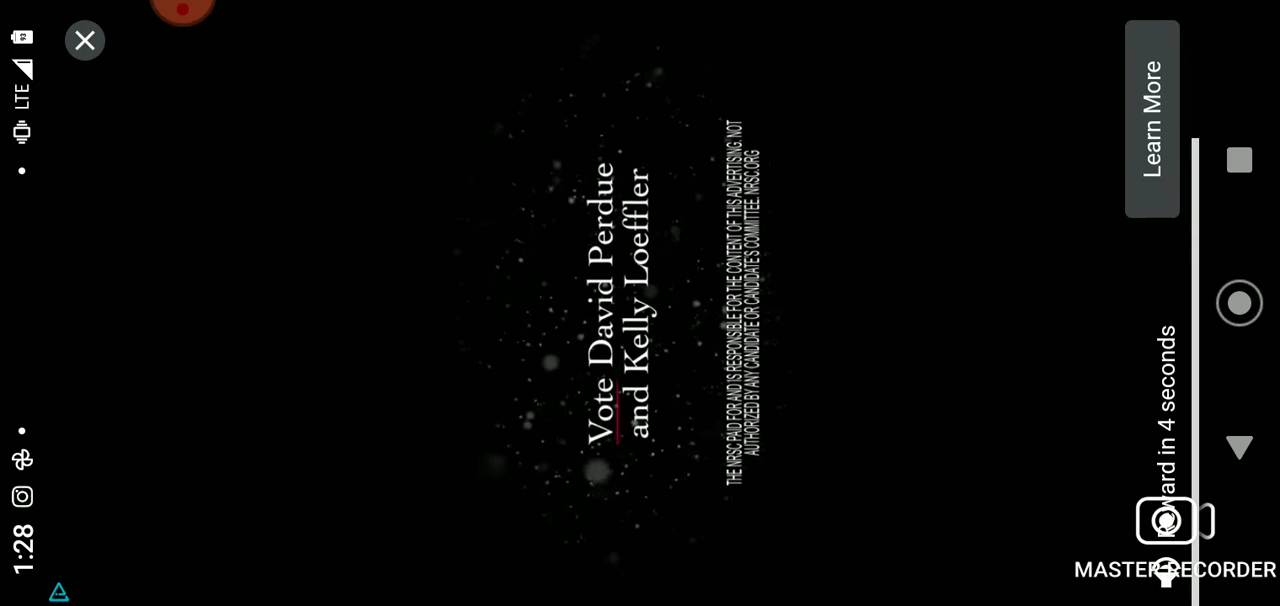 1:28
LTE
93
Vote David Perdue
and Kelly Loeffler
THE NRSC PAID FOR AND IS RESPONSIBLE FOR THE CONTENT OF THIS ADVERTISING. NOT
AUTHORIZED BY ANY CANDIDATE OR CANDIDATE'S COMMITTEE. NRSC.ORG
in 4 seconds
Learn More
MASTER RECORDER